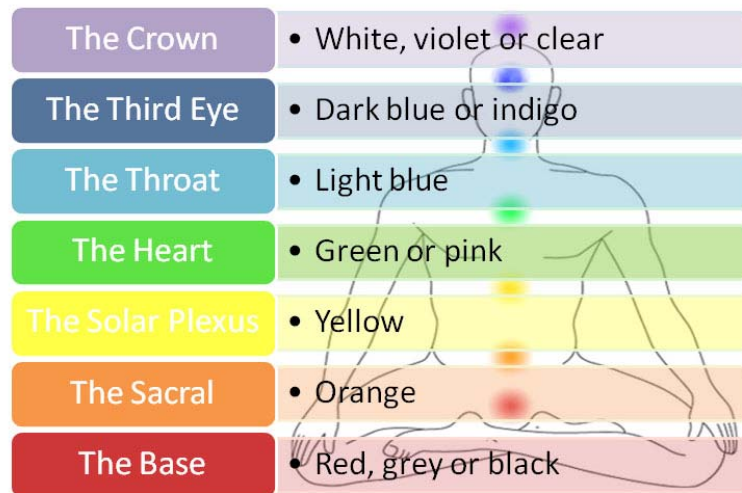 The Crown
• White, violet or clear
The Third Eye
• Dark blue or indigo
The Throat
• Light blue
The Heart
• Green or pink
The Solar Plexus
• Yellow
The Sacral
• Orange
The Base
• Red, grey or black